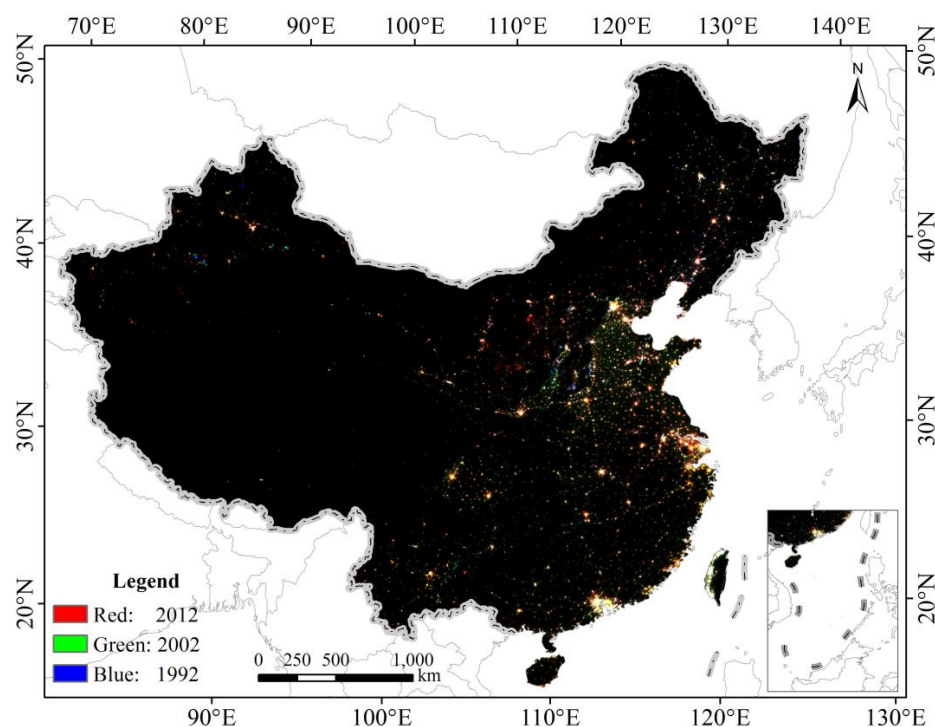 70°E 80°E 90°E 100°E 110°E 120°E 130°E 140°E
50°N 50°N
N
40°N 40°N
30°N 30°N
20°N 20°N
Legend
Red: 2012
Green: 2002
Blue: 1992
0 250 500 1,000
km
90°E 100°E 110°E 120°E 130°E